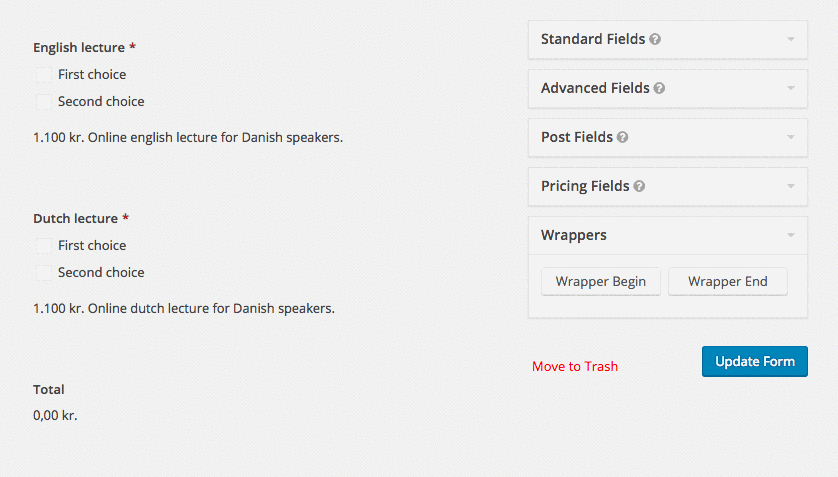 English lecture *
First choice
Second choice
1.100 kr. Online english lecture for Danish speakers.
Dutch lecture *
First choice
Second choice
1.100 kr. Online dutch lecture for Danish speakers.
Total
0,00 kr.
Standard Fields ?
Advanced Fields ?
Post Fields ?
Pricing Fields ?
Wrappers
Wrapper Begin Wrapper End
Move to Trash Update Form